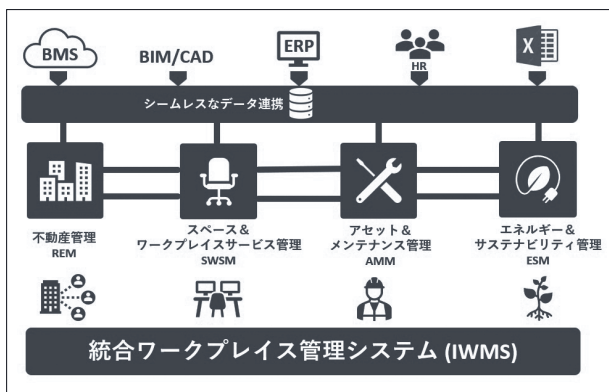 BMS
BIM/CAD
ERP
HR
X
シームレスなデータ連携
不動産管理
REM
スペース＆
ワークプレイスサービス管理
SWSM
アセット＆
メンテナンス管理
AMM
エネルギー＆
サステナビリティ管理
ESM
統合ワークプレイス管理システム (IWMS)